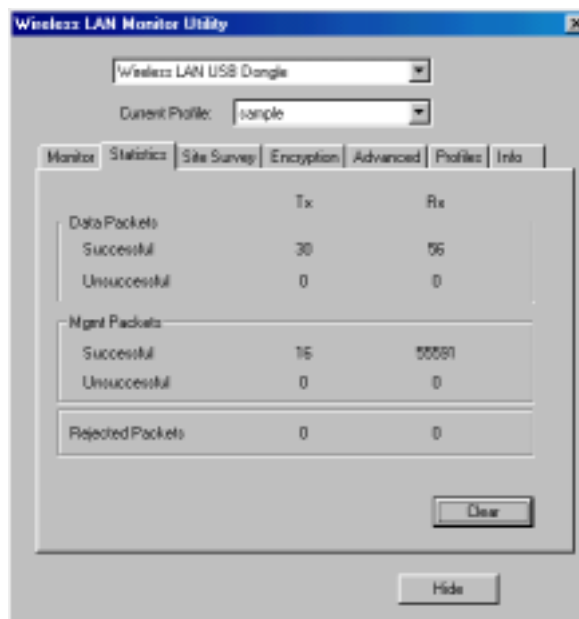 Wireless LAN Monitor Utility
Wireless LAN USB Dongle
Current Profile: sample
Monitor Statistics Site Survey Encryption Advanced Profiles Info
Tx Rx
Data Packets
Successful 30 56
Unsuccessful 0 0
Mgmt Packets
Successful 16
Unsuccessful 0 0
Rejected Packets 0 0
Clear
Hide